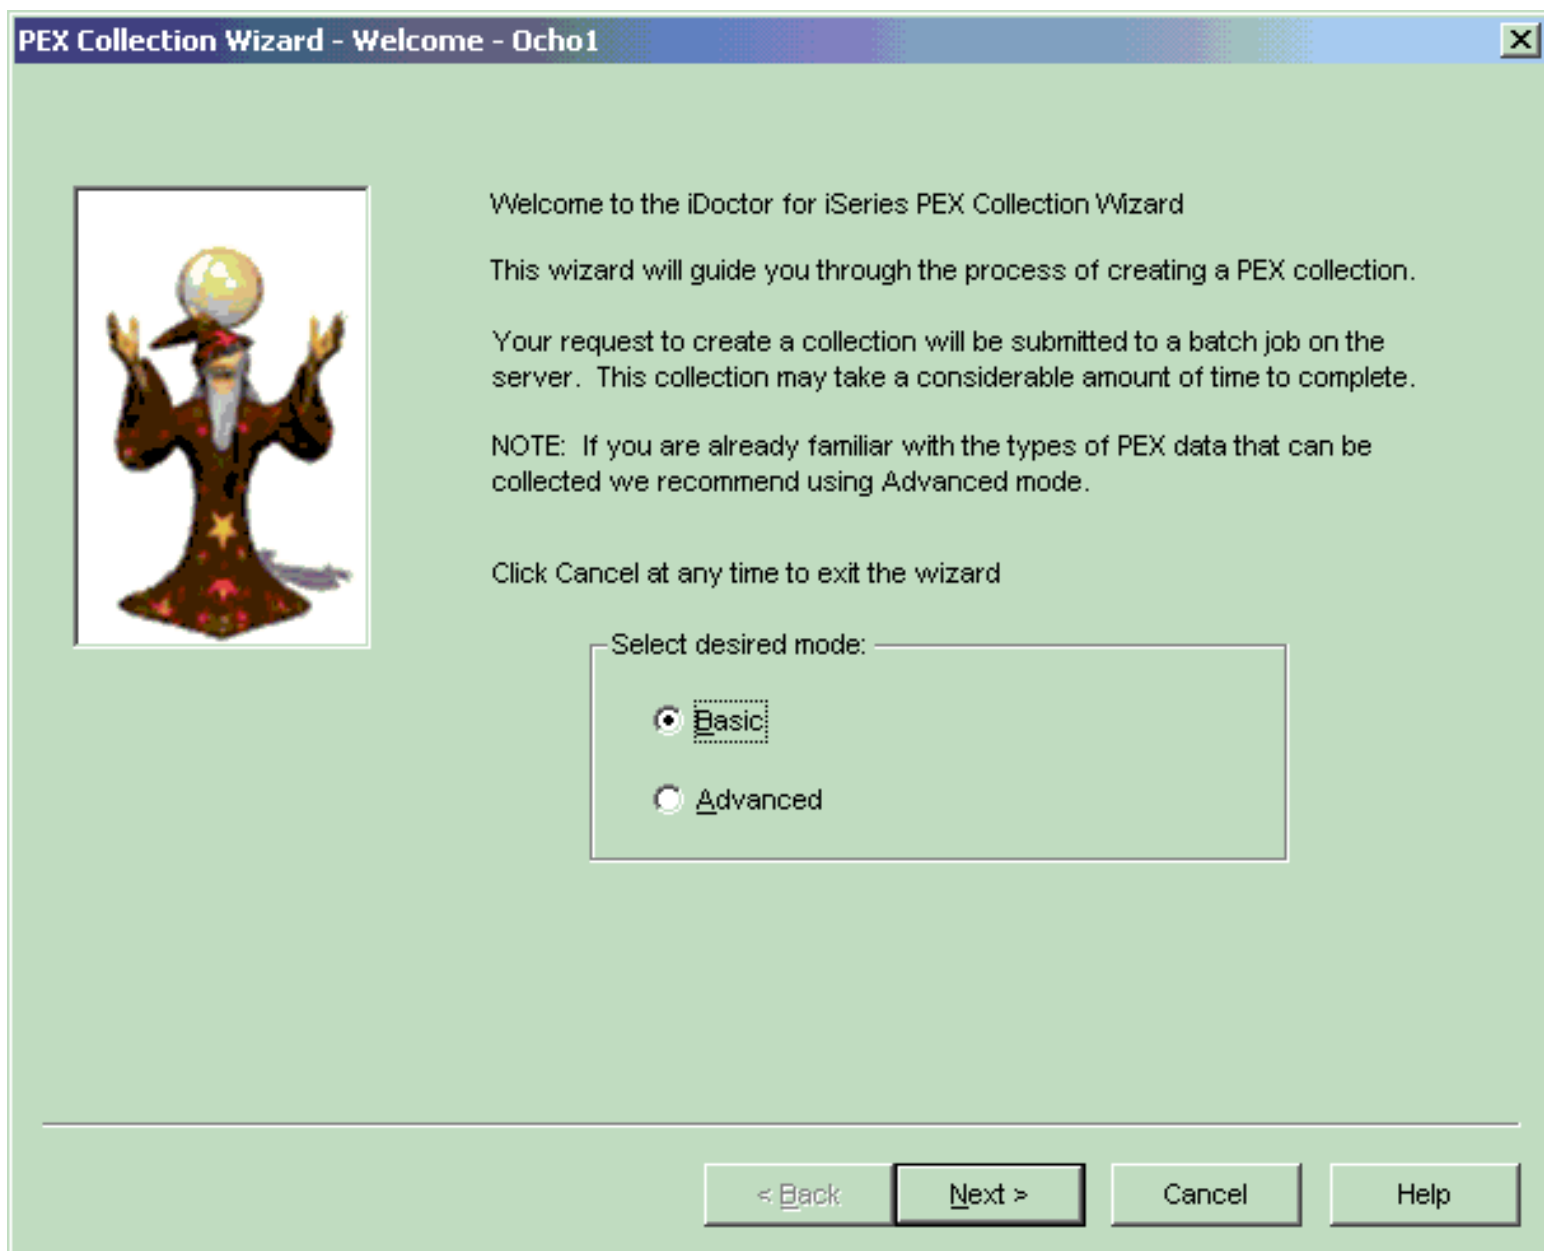 PEX Collection Wizard - Welcome - Ocho1
Welcome to the iDoctor for iSeries PEX Collection Wizard
This wizard will guide you through the process of creating a PEX collection.
Your request to create a collection will be submitted to a batch job on the
server.  This collection may take a considerable amount of time to complete.
NOTE:  If you are already familiar with the types of PEX data that can be
collected we recommend using Advanced mode.
Click Cancel at any time to exit the wizard
Select desired mode:
Basic
Advanced
< Back Next > Cancel Help